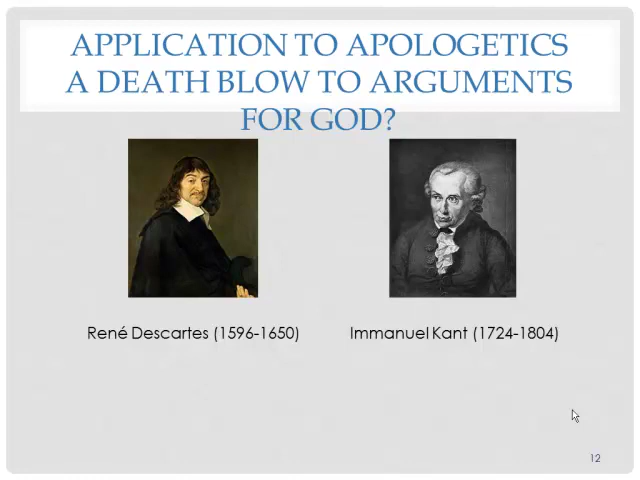 APPLICATION TO APOLOGETICS
A DEATH BLOW TO ARGUMENTS
FOR GOD?
René Descartes (1596-1650)
Immanuel Kant (1724-1804)
12